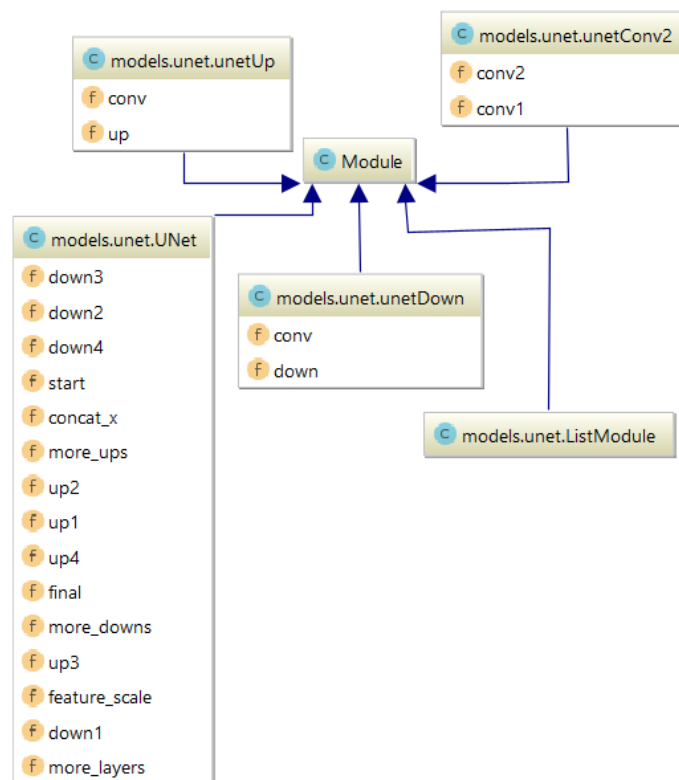 C models.unet.unetUp
f conv
f up
C models.unet.unetConv2
f conv2
f conv1
C Module
C models.unet.UNet
f down3
f down2
f down4
f start
f concat_x
f more_ups
f up2
f up1
f up4
f final
f more_downs
f up3
f feature_scale
f down1
f more_layers
C models.unet.unetDown
f conv
f down
C models.unet.ListModule